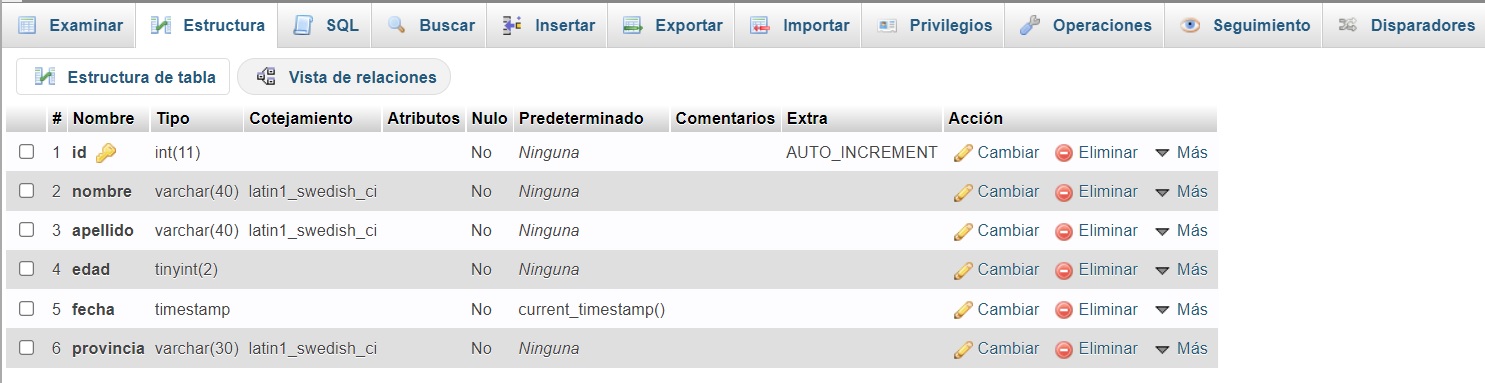 Examinar Estructura SQL Buscar Insertar Exportar Importar Privilegios Operaciones Seguimiento Disparadores
Estructura de tabla Vista de relaciones
# Nombre Tipo Cotejamiento Atributos Nulo Predeterminado Comentarios Extra Acción
1 id int(11) No Ninguna AUTO_INCREMENT Cambiar Eliminar Más
2 nombre varchar(40) latin1_swedish_ci No Ninguna Cambiar Eliminar Más
3 apellido varchar(40) latin1_swedish_ci No Ninguna Cambiar Eliminar Más
4 edad tinyint(2) No Ninguna Cambiar Eliminar Más
5 fecha timestamp No current_timestamp() Cambiar Eliminar Más
6 provincia varchar(30) latin1_swedish_ci No Ninguna Cambiar Eliminar Más